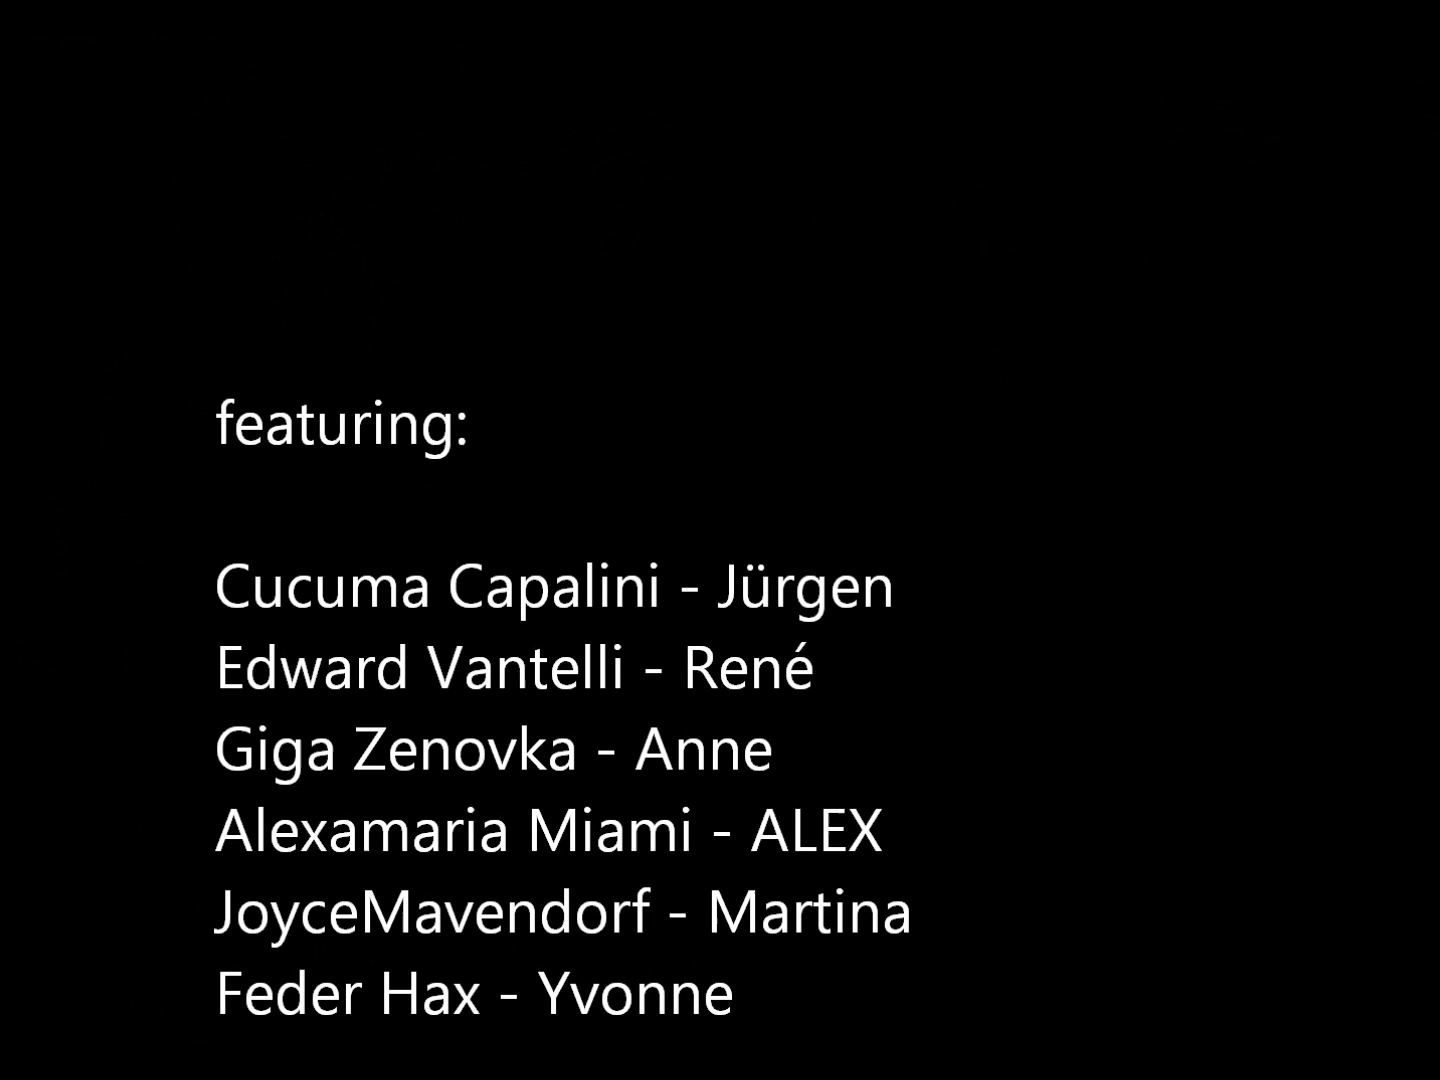 featuring:
Cucuma Capalini - Jürgen
Edward Vantelli - René
Giga Zenovka - Anne
Alexamaria Miami - ALEX
JoyceMavendorf - Martina
Feder Hax - Yvonne